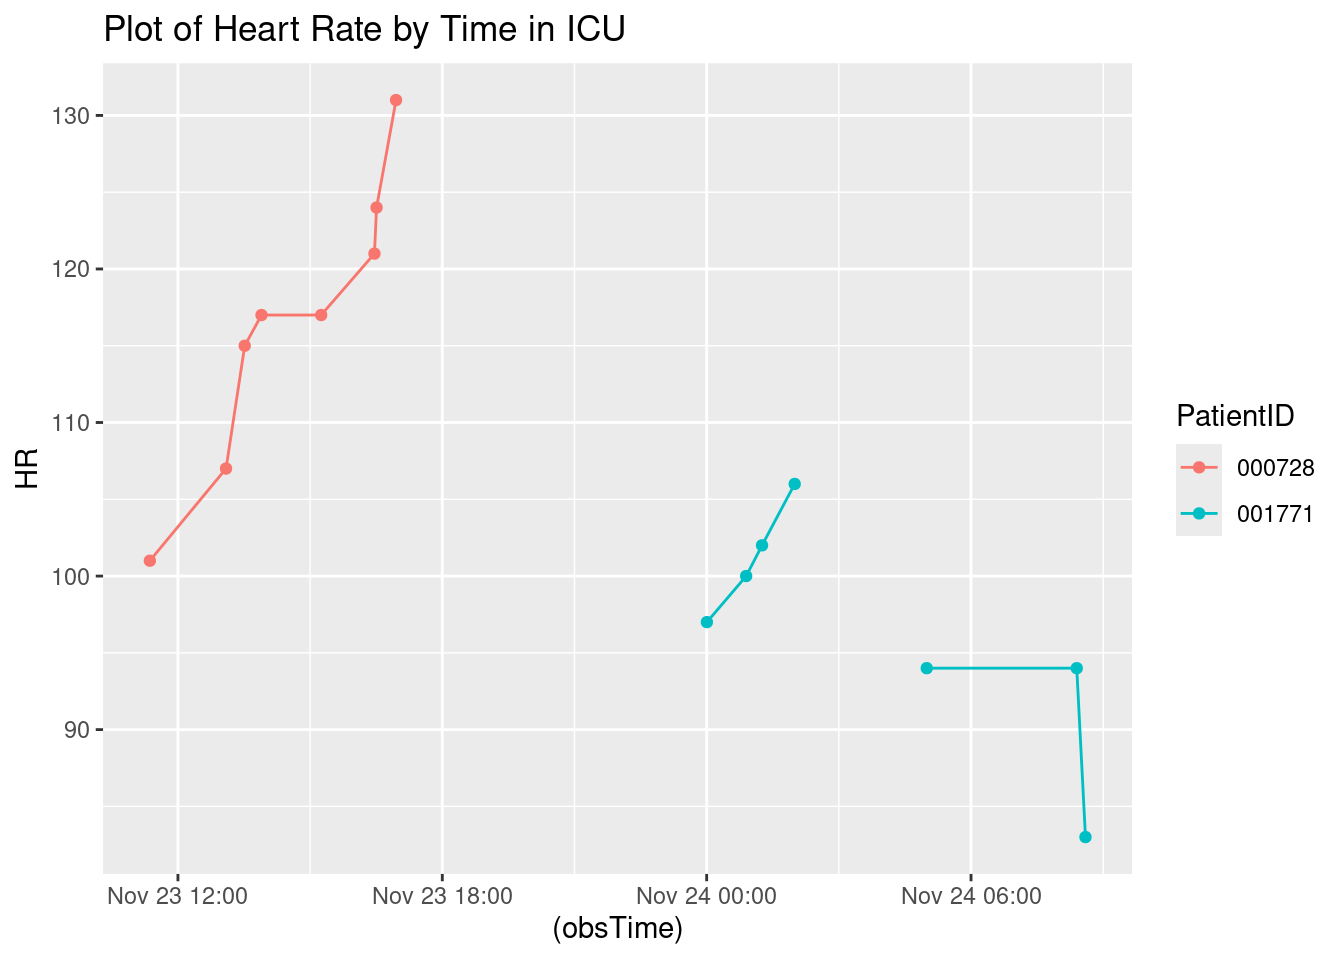 Plot of Heart Rate by Time in ICU
130
120
110
100
90
HR
Nov 23 12:00
Nov 23 18:00
Nov 24 00:00
Nov 24 06:00
(obsTime)
PatientID
000728
001771